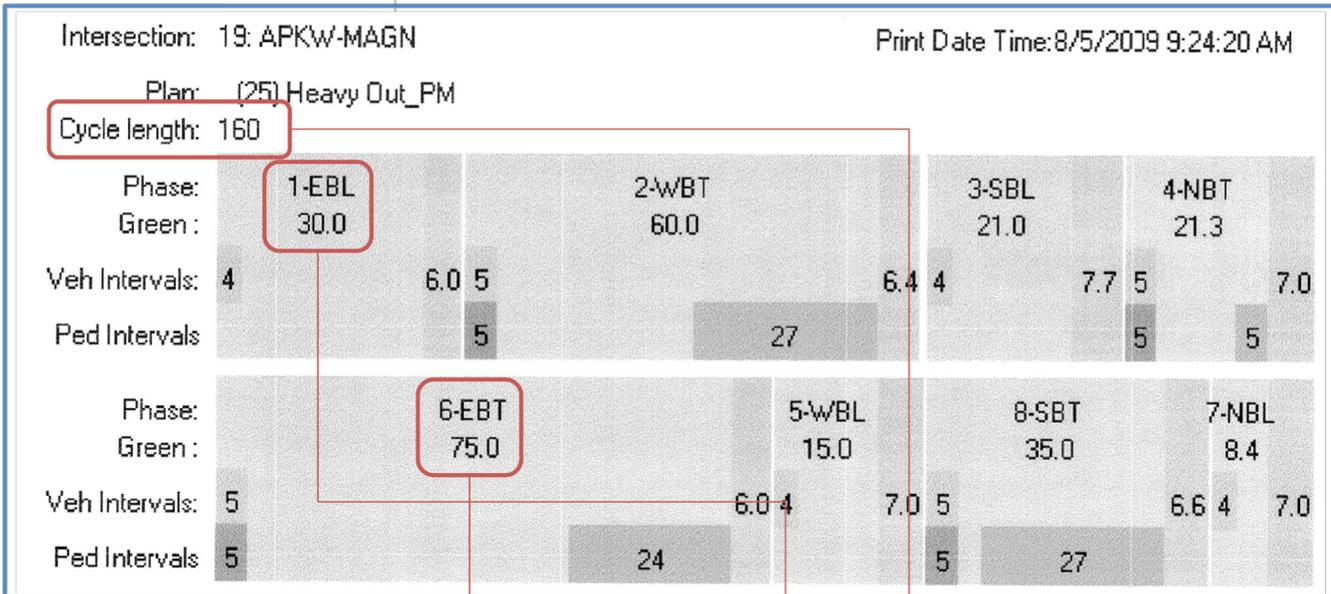 Intersection: 19: APKW-MAGN Print Date Time:8/5/2009 9:24:20 AM
Plan: (25) Heavy Out_PM
Cycle length: 160
Phase: 1-EBL 2-WBT 3-SBL 4-NBT
Green : 30.0 60.0 21.0 21.3
Veh Intervals: 4 6.0 5 6.4 4 7.7 5 7.0
Ped Intervals 5 27 5 5
Phase: 6-EBT 5-WBL 8-SBT 7-NBL
Green : 75.0 15.0 35.0 8.4
Veh Intervals: 5 6.0 4 7.0 5 6.6 4 7.0
Ped Intervals 5 24 5 27